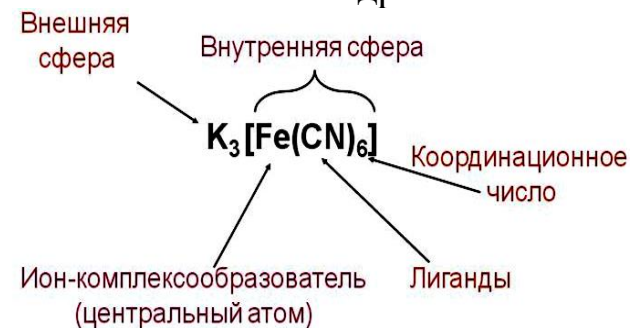 Внешняя
сфера
Внутренняя сфера
K₃[Fe(CN)₆]
Координационное
число
Ион-комплексообразователь
(центральный атом)
Лиганды